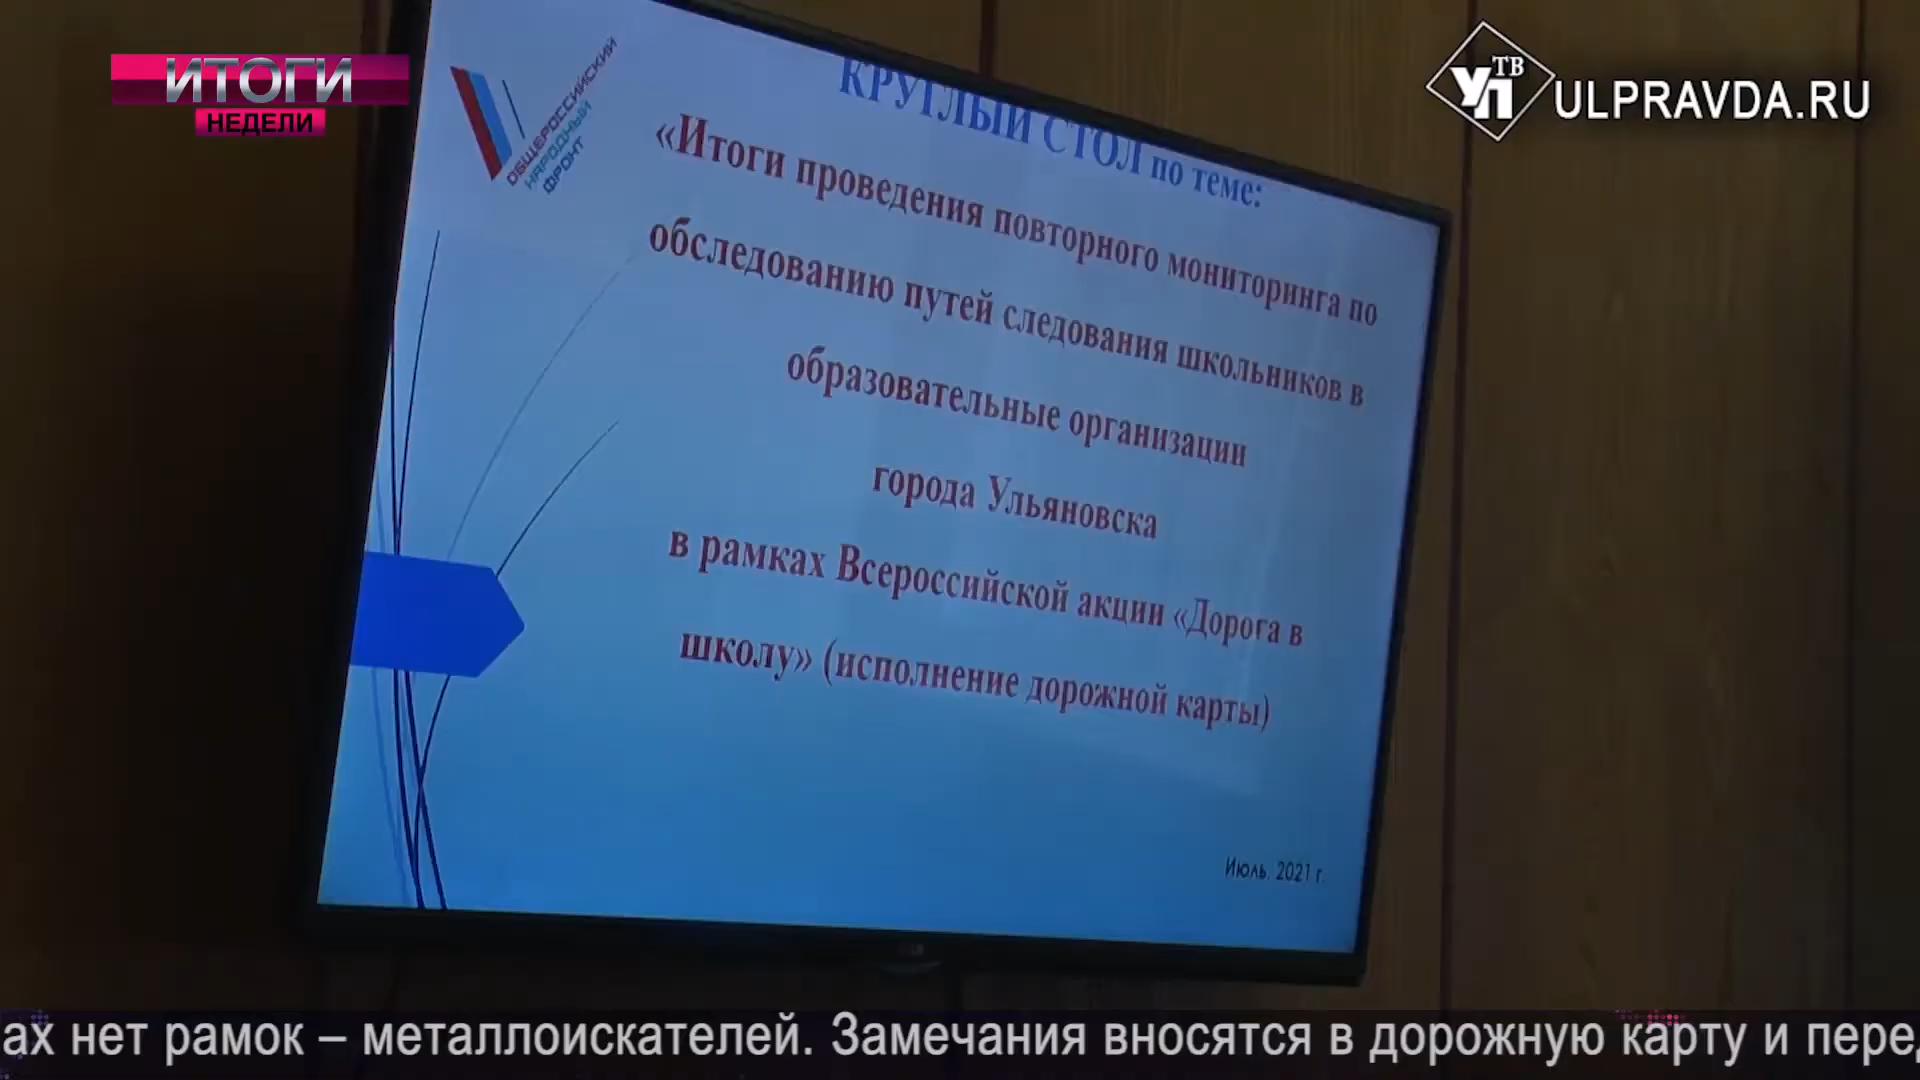 ИТОГИ
НЕДЕЛИ
УП ТВ
ULPRAVDA.RU
ОБЩЕРОССИЙСКИЙ
НАРОДНЫЙ
ФРОНТ
КРУГЛЫЙ СТОЛ по теме:
«Итоги проведения повторного мониторинга по
обследованию путей следования школьников в
образовательные организации
города Ульяновска
в рамках Всероссийской акции «Дорога в
школу» (исполнение дорожной карты)
Июль, 2021 г.
ах нет рамок – металлоискателей. Замечания вносятся в дорожную карту и перед